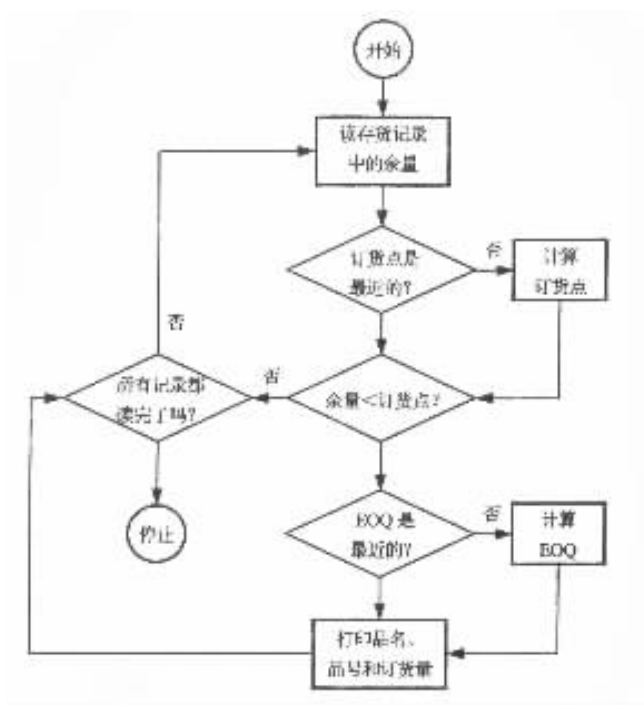 开始
读存货记录
中的余量
订货点是
最近的?
否
计算
订货点
否
所有记录都
读完了吗?
否
余量<订货点?
停止
EOQ 是
最近的?
否
计算
EOQ
打印品名、
品号和订货量